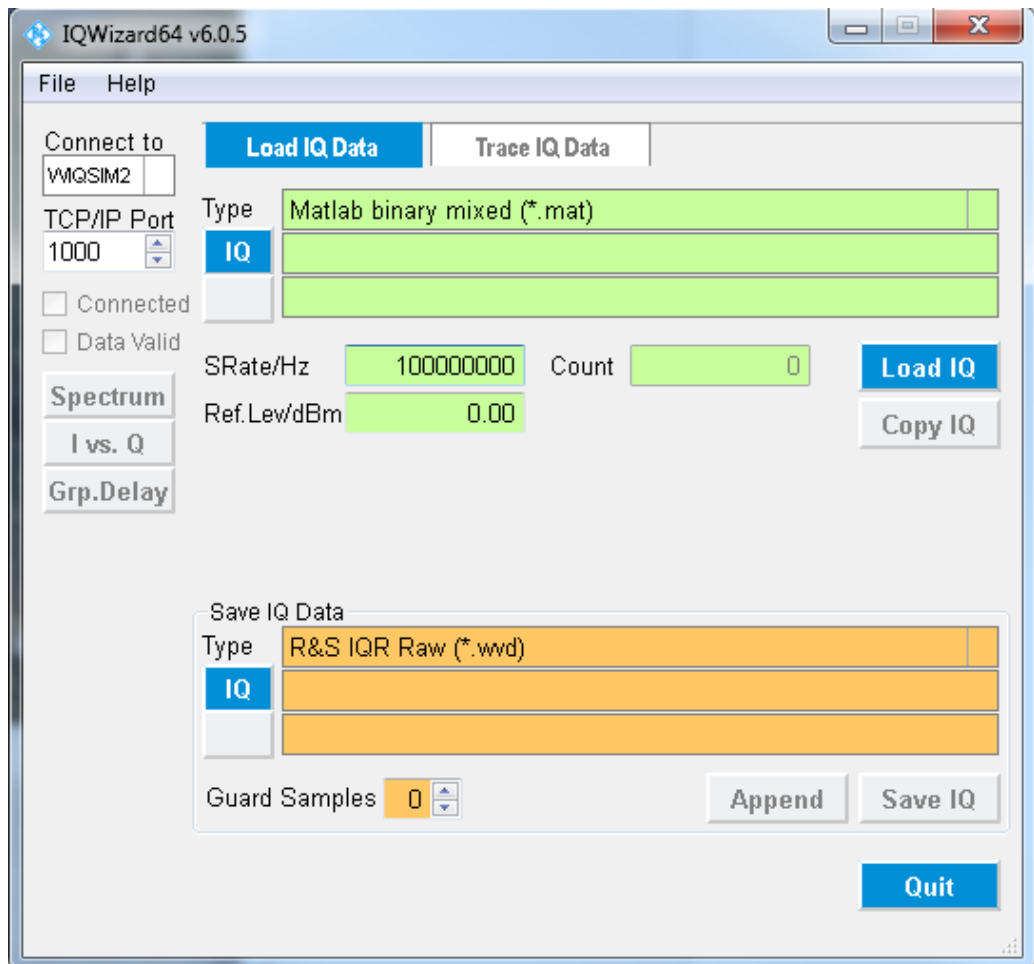 IQWizard64 v6.0.5
File Help
Connect to
WIQSIM2
TCP/IP Port
1000
Connected
Data Valid
Spectrum
I vs. Q
Grp.Delay
Load IQ Data Trace IQ Data
Type Matlab binary mixed (*.mat)
IQ
SRate/Hz 100000000 Count 0 Load IQ
Ref.Lev/dBm 0.00 Copy IQ
Save IQ Data
Type R&S IQR Raw (*.wvd)
IQ
Guard Samples 0 Append Save IQ
Quit